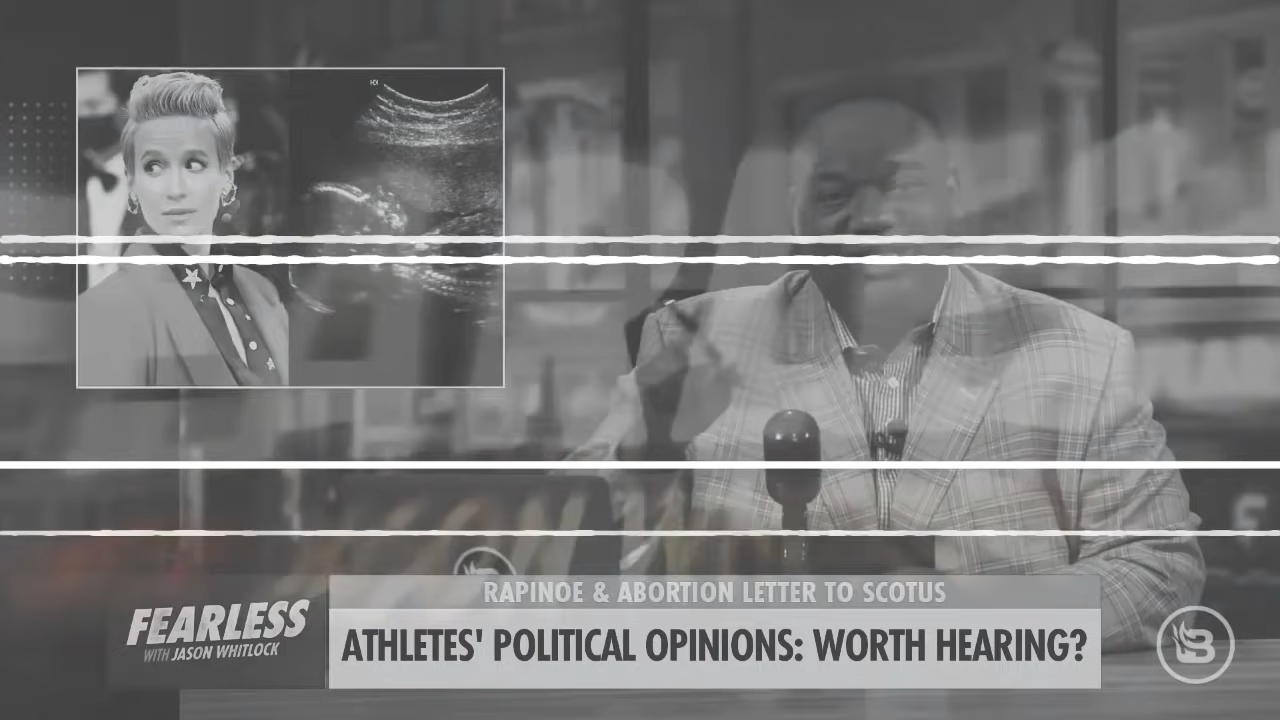 RAPINOE & ABORTION LETTER TO SCOTUS
ATHLETES' POLITICAL OPINIONS: WORTH HEARING?
FEARLESS
WITH JASON WHITLOCK
B